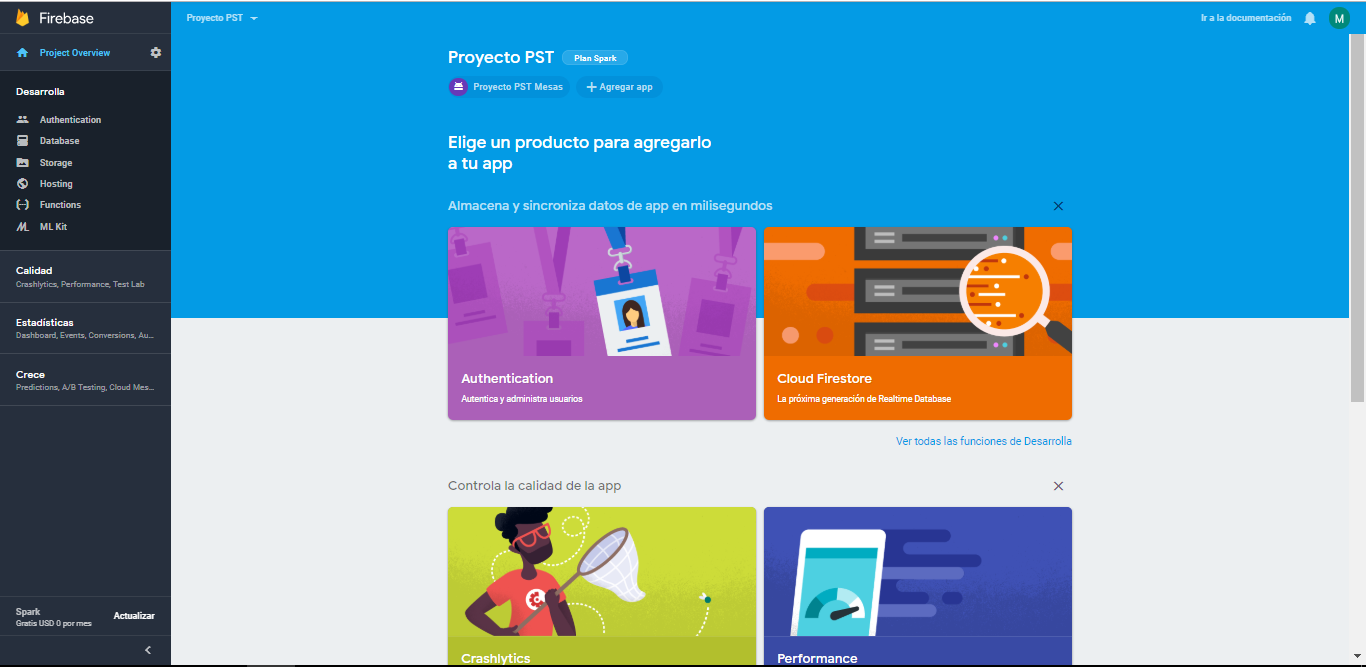 Firebase
Proyecto PST
Ir a la documentación
M
Project Overview
Desarrolla
Authentication
Database
Storage
Hosting
Functions
ML Kit
Calidad
Crashlytics, Performance, Test Lab
Estadísticas
Dashboard, Events, Conversions, Au...
Crece
Predictions, A/B Testing, Cloud Mes...
Spark
Gratis USD 0 por mes
Actualizar
Proyecto PST
Plan Spark
Proyecto PST Mesas
Agregar app
Elige un producto para agregarlo
a tu app
Almacena y sincroniza datos de app en milisegundos
Authentication
Autentica y administra usuarios
Cloud Firestore
La próxima generación de Realtime Database
Ver todas las funciones de Desarrolla
Controla la calidad de la app
Crashlytics
Performance